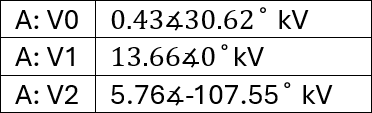 A: V0 0.43∡30.62˚ kV
A: V1 13.66∡0˚kV
A: V2 5.76∡-107.55˚ kV